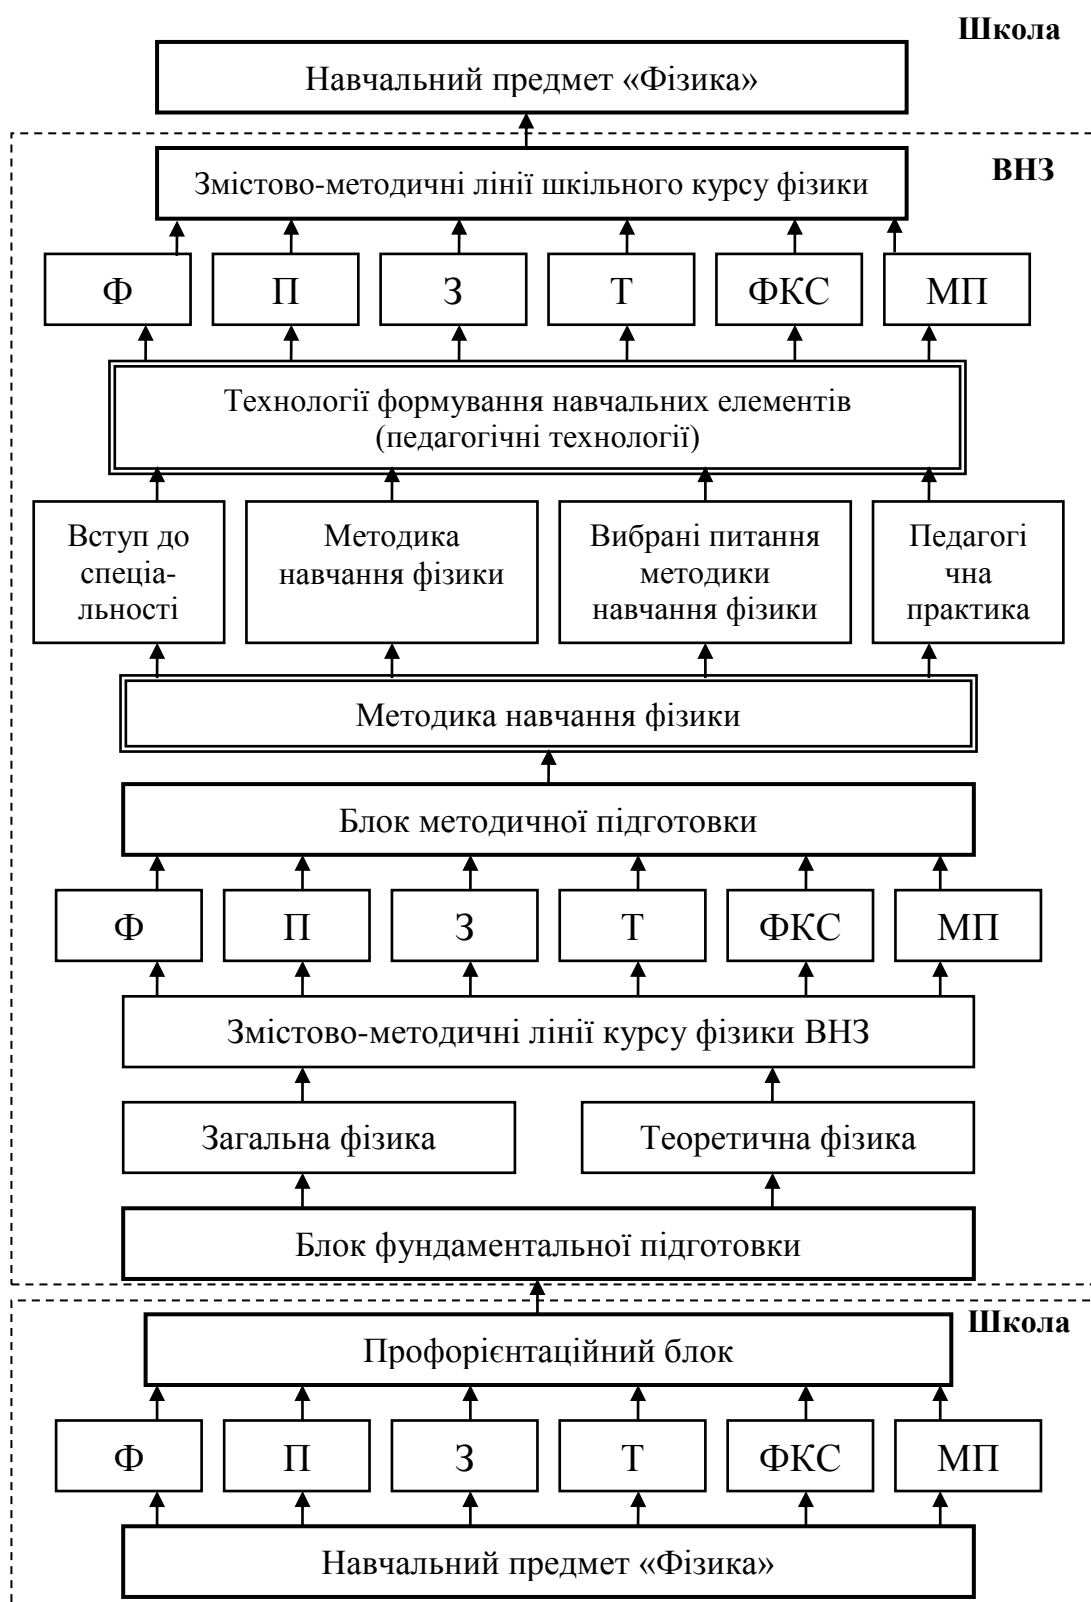 Школа
Навчальний предмет «Фізика»
ВНЗ
Змістово-методичні лінії шкільного курсу фізики
Ф
П
З
Т
ФКС
МП
Технології формування навчальних елементів
(педагогічні технології)
Вступ до
спеціа-
льності
Методика
навчання фізики
Вибрані питання
методики
навчання фізики
Педагогі
чна
практика
Методика навчання фізики
Блок методичної підготовки
Ф
П
З
Т
ФКС
МП
Змістово-методичні лінії курсу фізики ВНЗ
Загальна фізика
Теоретична фізика
Блок фундаментальної підготовки
Школа
Профорієнтаційний блок
Ф
П
З
Т
ФКС
МП
Навчальний предмет «Фізика»